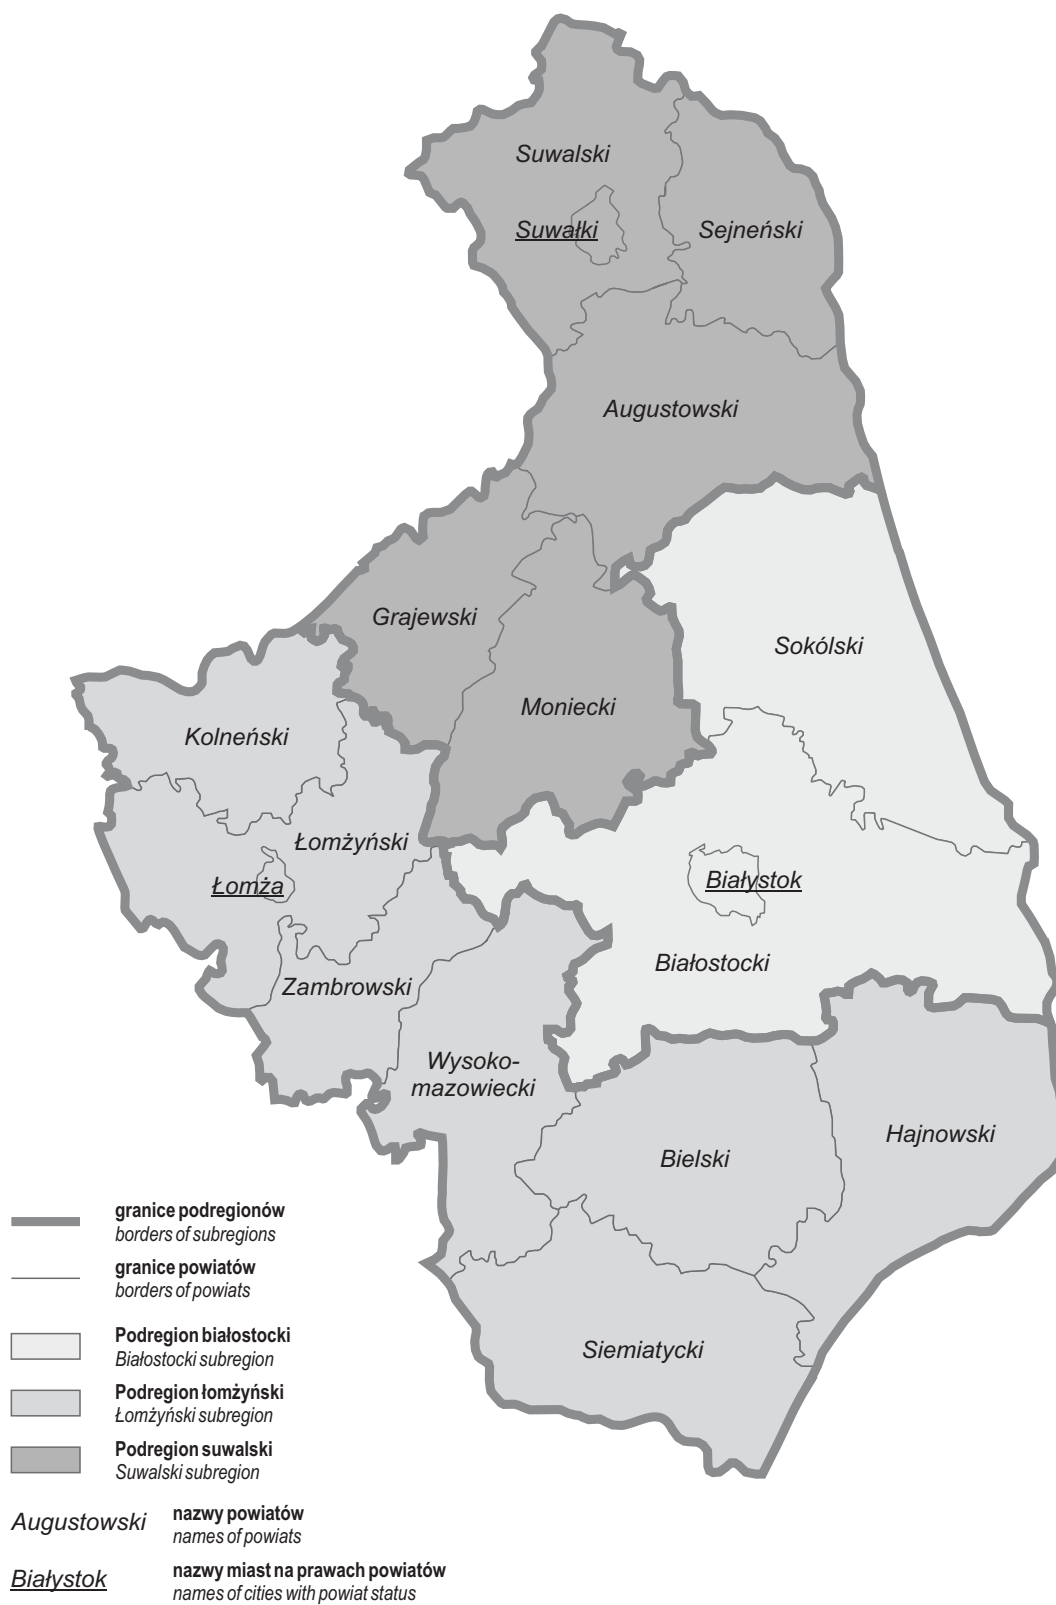 Suwalski
Suwałki
Sejneński
Augustowski
Grajewski
Sokólski
Moniecki
Kolneński
Łomżyński
Łomża
Białystok
Białostocki
Zambrowski
Wysoko-
mazowiecki
Hajnowski
Bielski
Siemiatycki
granice podregionów
borders of subregions
granice powiatów
borders of powiats
Podregion białostocki
Białostocki subregion
Podregion łomżyński
Łomżyński subregion
Podregion suwalski
Suwalski subregion
Augustowski nazwy powiatów
names of powiats
Białystok nazwy miast na prawach powiatów
names of cities with powiat status